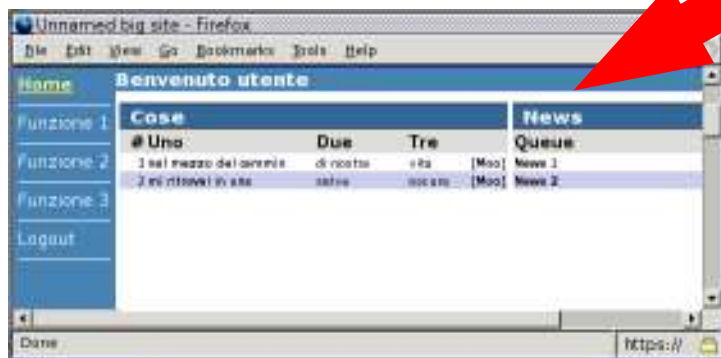 Unnamed big site - Firefox
File Edit View Go Bookmarks Tools Help
Home
Benvenuto utente
Funzione 1
Funzione 2
Funzione 3
Logout
Cose
News
# Uno Due Tre
Queue
1 nel mezzo del cammin di nostra vita [Moo] News 1
2 mi ritrovai in una selva oscura [Moo] News 2
Done
https://